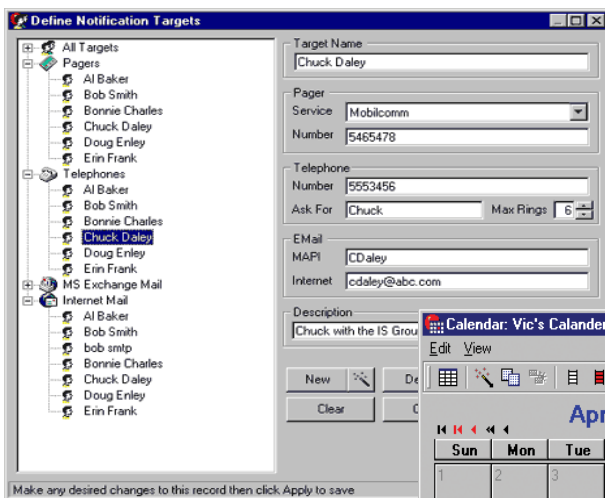 Define Notification Targets
All Targets
Pagers
Al Baker
Bob Smith
Bonnie Charles
Chuck Daley
Doug Enley
Erin Frank
Telephones
Al Baker
Bob Smith
Bonnie Charles
Chuck Daley
Doug Enley
Erin Frank
MS Exchange Mail
Internet Mail
Al Baker
Bob Smith
bob smtp
Bonnie Charles
Chuck Daley
Doug Enley
Erin Frank
Target Name
Chuck Daley
Pager
Service Mobilcomm
Number 5465478
Telephone
Number 5553456
Ask For Chuck Max Rings 6
EMail
MAPI CDaley
Internet cdaley@abc.com
Description
Chuck with the IS Grou
New De
Clear
Make any desired changes to this record then click Apply to save
Calendar: Vic's Calander
Edit View
Apr
Sun Mon Tue
1 2 3